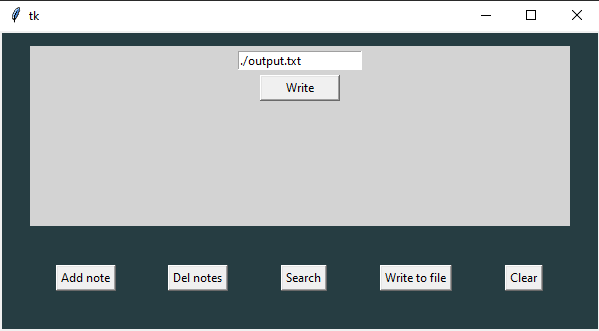 tk
./output.txt
Write
Add note
Del notes
Search
Write to file
Clear